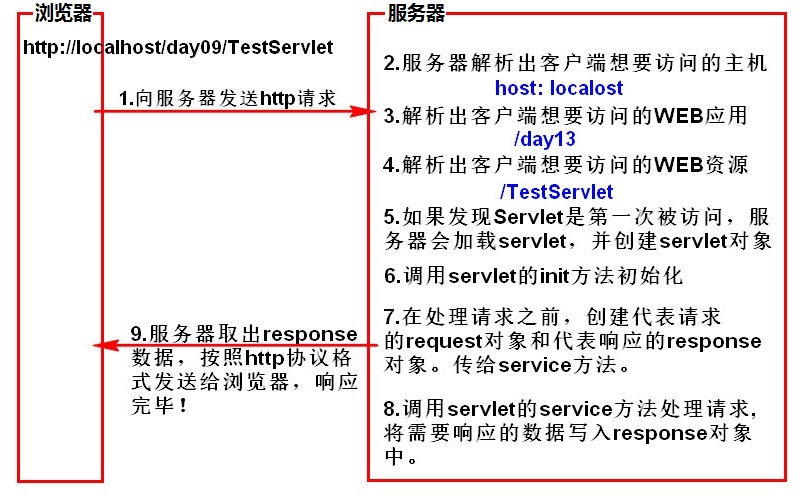 浏览器
服务器
http://localhost/day09/TestServlet
1.向服务器发送http请求
2.服务器解析出客户端想要访问的主机
host: localost
3.解析出客户端想要访问的WEB应用
/day13
4.解析出客户端想要访问的WEB资源
/TestServlet
5.如果发现Servlet是第一次被访问，服
务器会加载servlet，并创建servlet对象
6.调用servlet的init方法初始化
7.在处理请求之前，创建代表请求
的request对象和代表响应的response
对象。传给service方法。
8.调用servlet的service方法处理请求，
将需要响应的数据写入response对象
中。
9.服务器取出response
数据，按照http协议格
式发送给浏览器，响应
完毕！